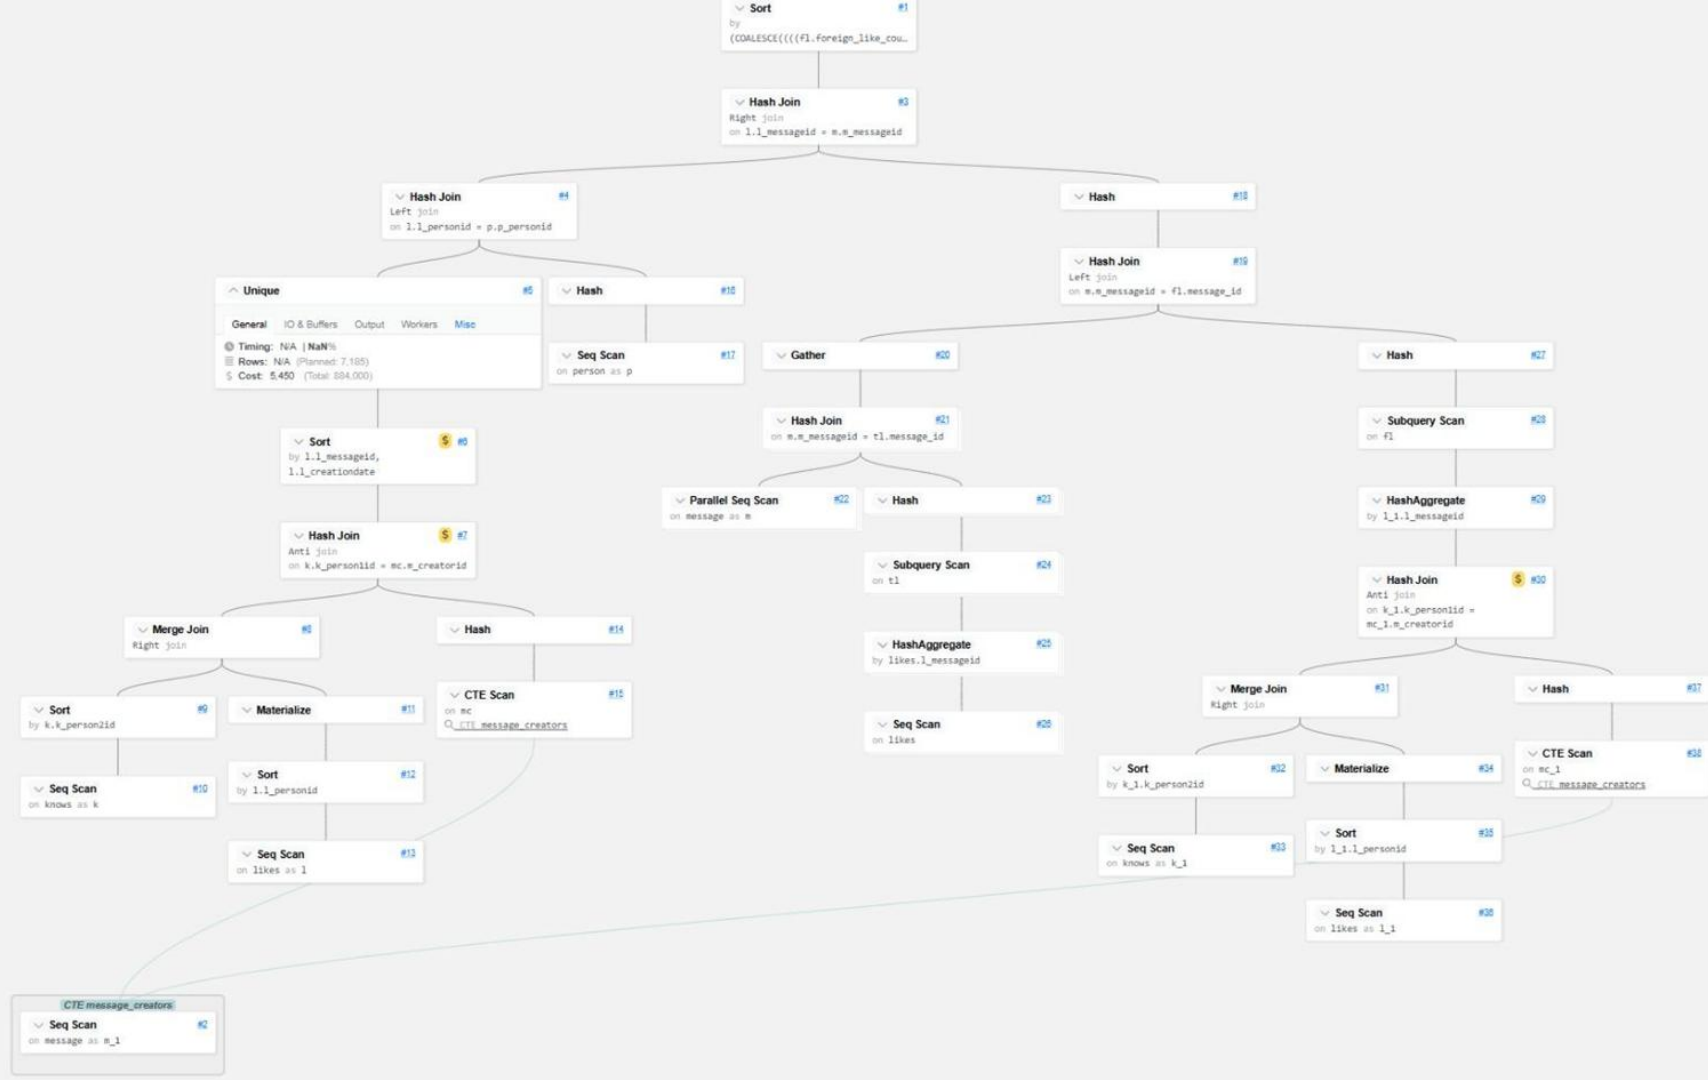 Sort #1
by
(COALESCE((((fl.foreign_like_cou…
Hash Join #3
Right join
on l.l_messageid = m.m_messageid
Hash Join #4
Left join
on l.l_personid = p.p_personid
Hash #18
Hash Join #19
Left join
on m.m_messageid = fl.message_id
Unique #5
General IO & Buffers Output Workers Misc
Timing: N/A | NaN%
Rows: N/A (Planned: 7,185)
Cost: 5,450 (Total: 884,000)
Hash #16
Seq Scan #17
on person as p
Gather #20
Hash #27
Hash Join #21
on m.m_messageid = tl.message_id
Subquery Scan #28
on fl
Sort $ #6
by l.l_messageid,
l.l_creationdate
Parallel Seq Scan #22
on message as m
Hash #23
HashAggregate #29
by l_1.l_messageid
Hash Join $ #7
Anti join
on k.k_person1id = mc.m_creatorid
Subquery Scan #24
on tl
Hash Join $ #30
Anti join
on k_1.k_person1id =
mc_1.m_creatorid
Merge Join #8
Right join
Hash #14
HashAggregate #25
by likes.l_messageid
Sort #9
by k.k_person2id
Materialize #11
CTE Scan #15
on mc
CTE message_creators
Merge Join #31
Right join
Hash #37
Seq Scan #26
on likes
Seq Scan #10
on knows as k
Sort #12
by l.l_personid
Sort #32
by k_1.k_person2id
Materialize #34
CTE Scan #38
on mc_1
CTE message_creators
Seq Scan #13
on likes as l
Seq Scan #33
on knows as k_1
Sort #35
by l_1.l_personid
Seq Scan #36
on likes as l_1
CTE message_creators
Seq Scan #2
on message as m_1